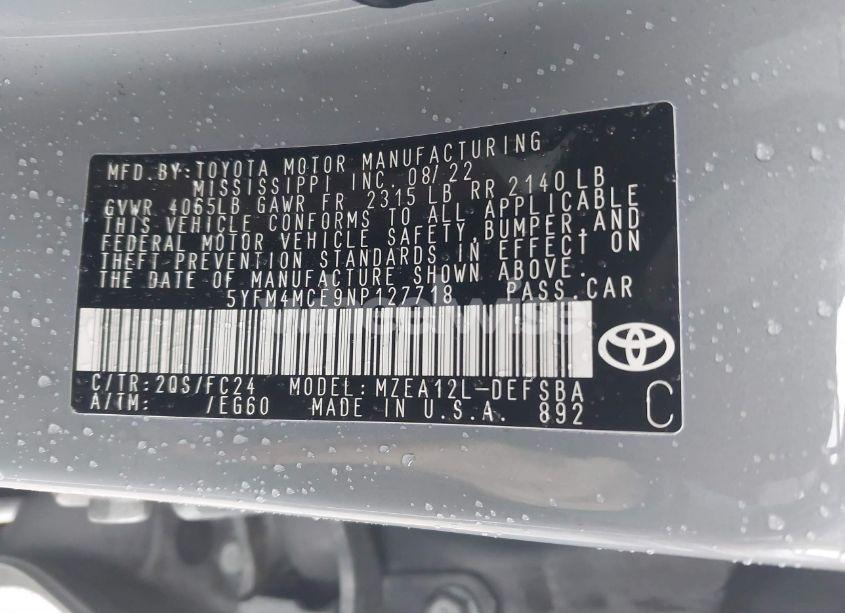 MFD.BY:TOYOTA MOTOR MANUFACTURING
MISSISSIPPI INC. 08/22
GVWR 4065LB GAWR FR 2315 LB RR 2140LB
THIS VEHICLE CONFORMS TO ALL APPLICABLE
FEDERAL MOTOR VEHICLE SAFETY,BUMPER,AND
THEFT PREVENTION STANDARDS IN EFFECT ON
THE DATE OF MANUFACTURE SHOWN ABOVE.
5YFM4MCE9NP127718 PASS.CAR
C/TR:2QS/FC24 MODEL:MZEA12L-DEFSBA
A/TM: /EG60 MADE IN U.S.A. 892
C